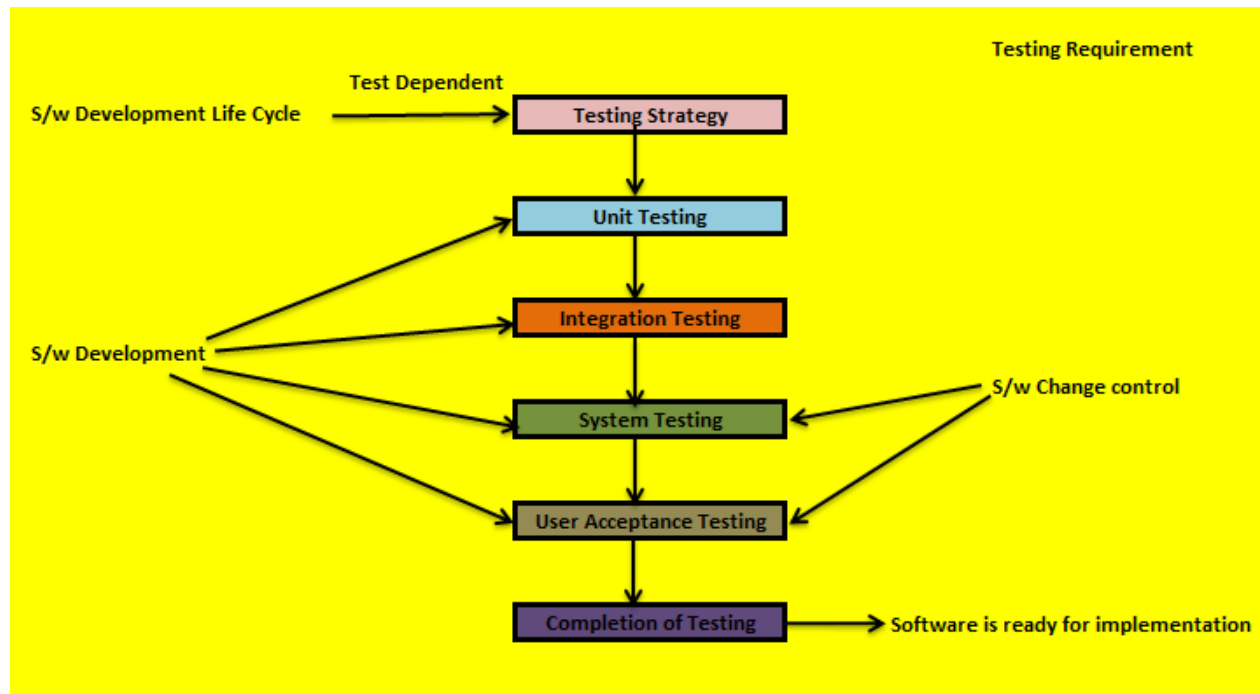 Testing Requirement
Test Dependent
S/w Development Life Cycle
Testing Strategy
Unit Testing
Integration Testing
S/w Development
S/w Change control
System Testing
User Acceptance Testing
Completion of Testing
Software is ready for implementation